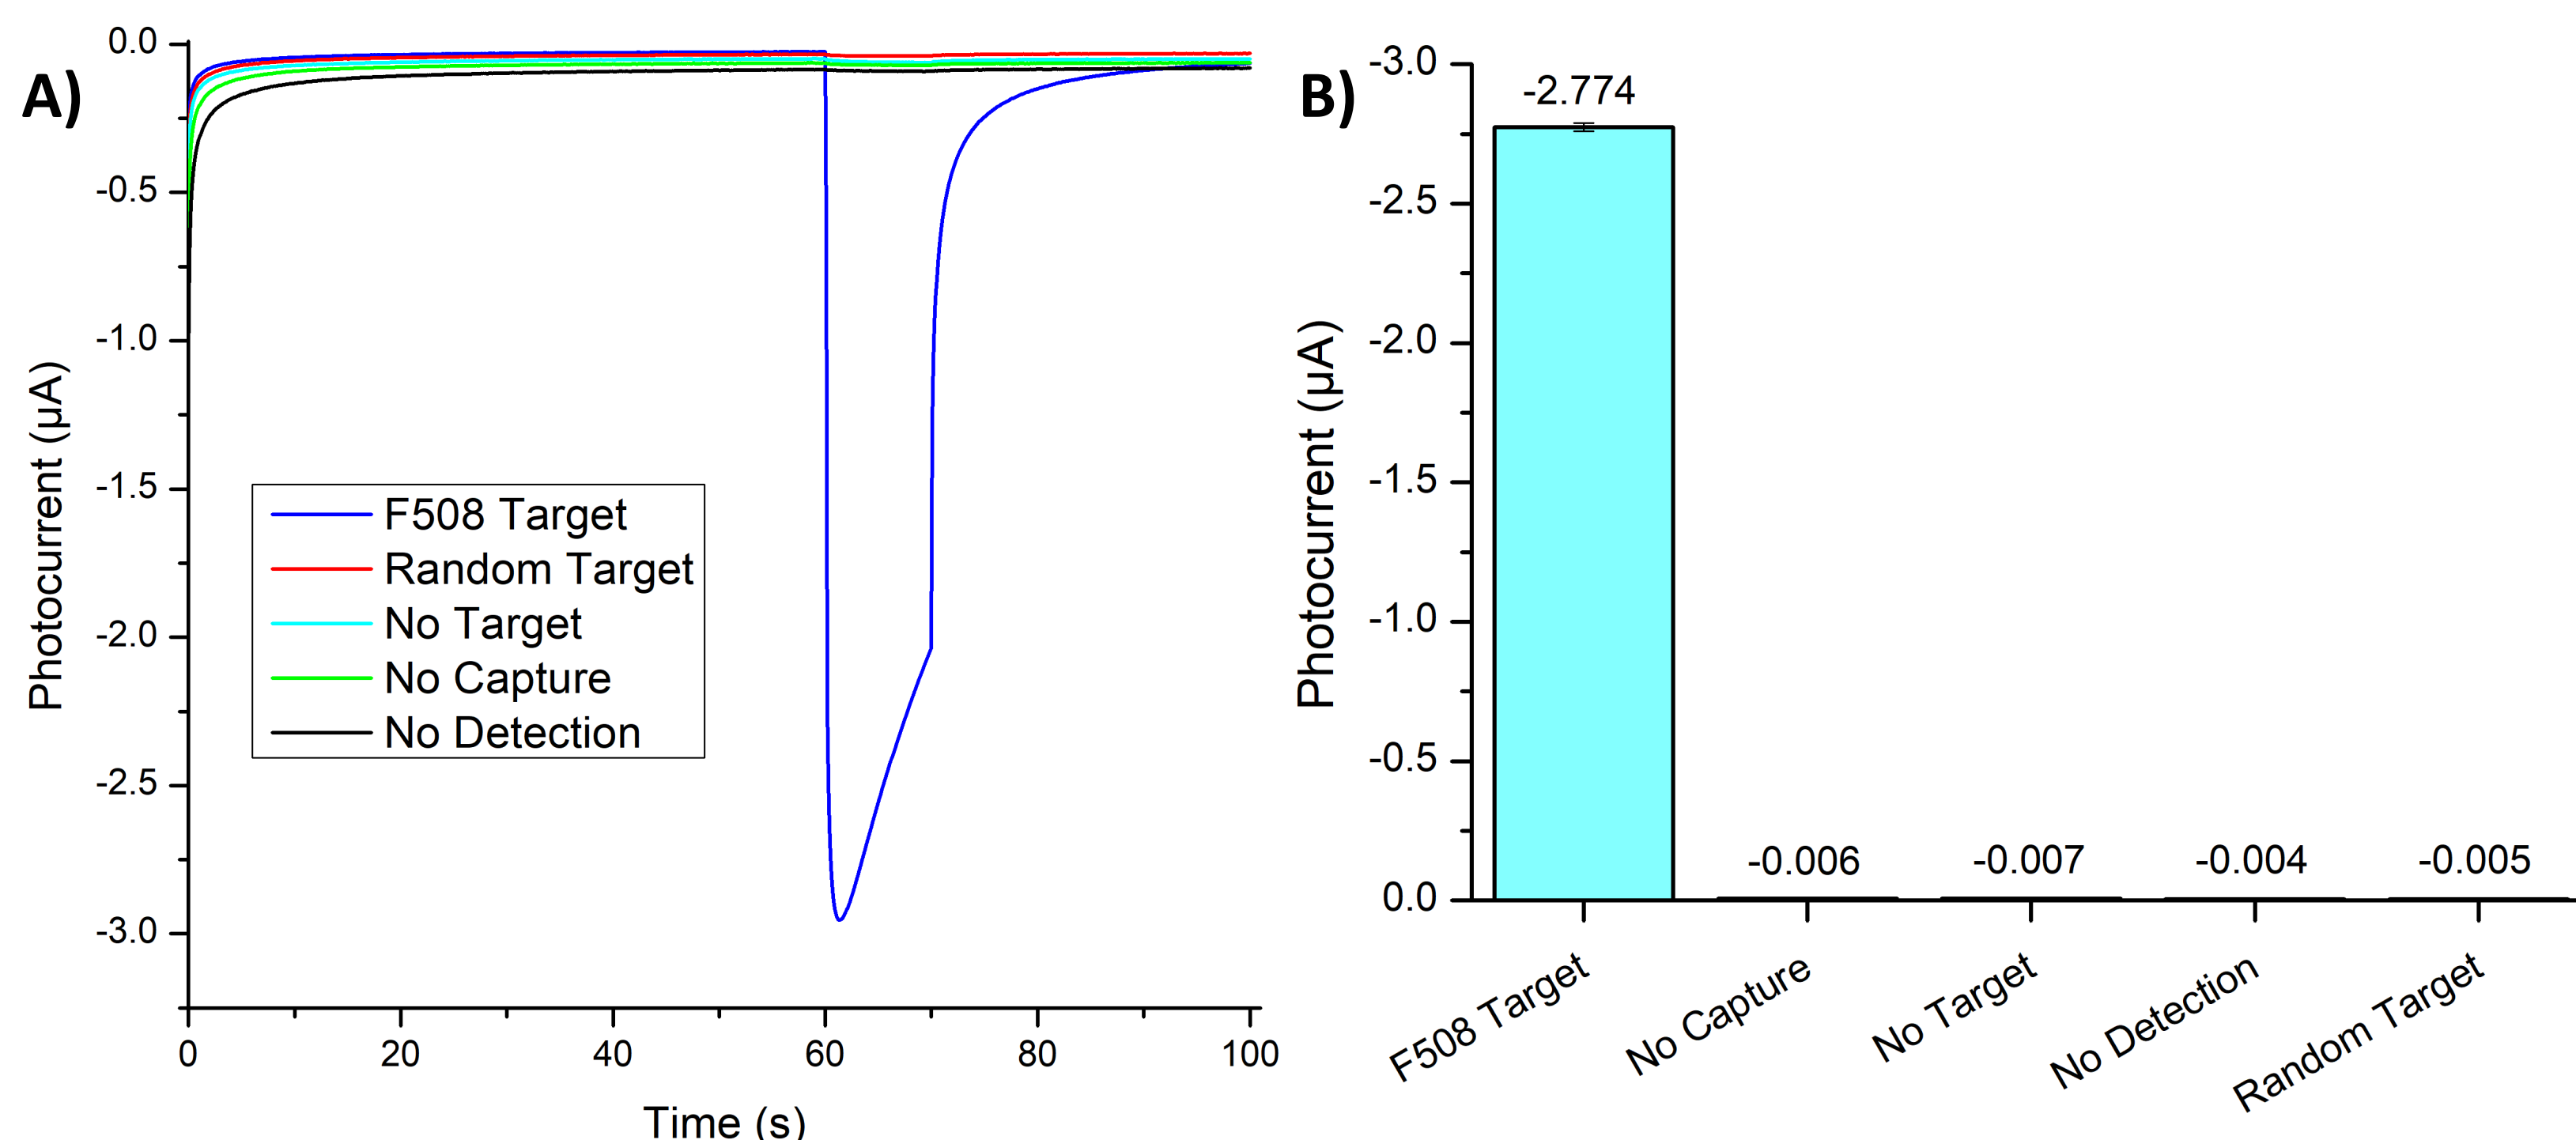 A)
Photocurrent (μA)
0.0
-0.5
-1.0
-1.5
-2.0
-2.5
-3.0
F508 Target
Random Target
No Target
No Capture
No Detection
0 20 40 60 80 100
Time (s)
B)
Photocurrent (μA)
-3.0
-2.5
-2.0
-1.5
-1.0
-0.5
0.0
-2.774
-0.006 -0.007 -0.004 -0.005
F508 Target
No Capture
No Target
No Detection
Random Target